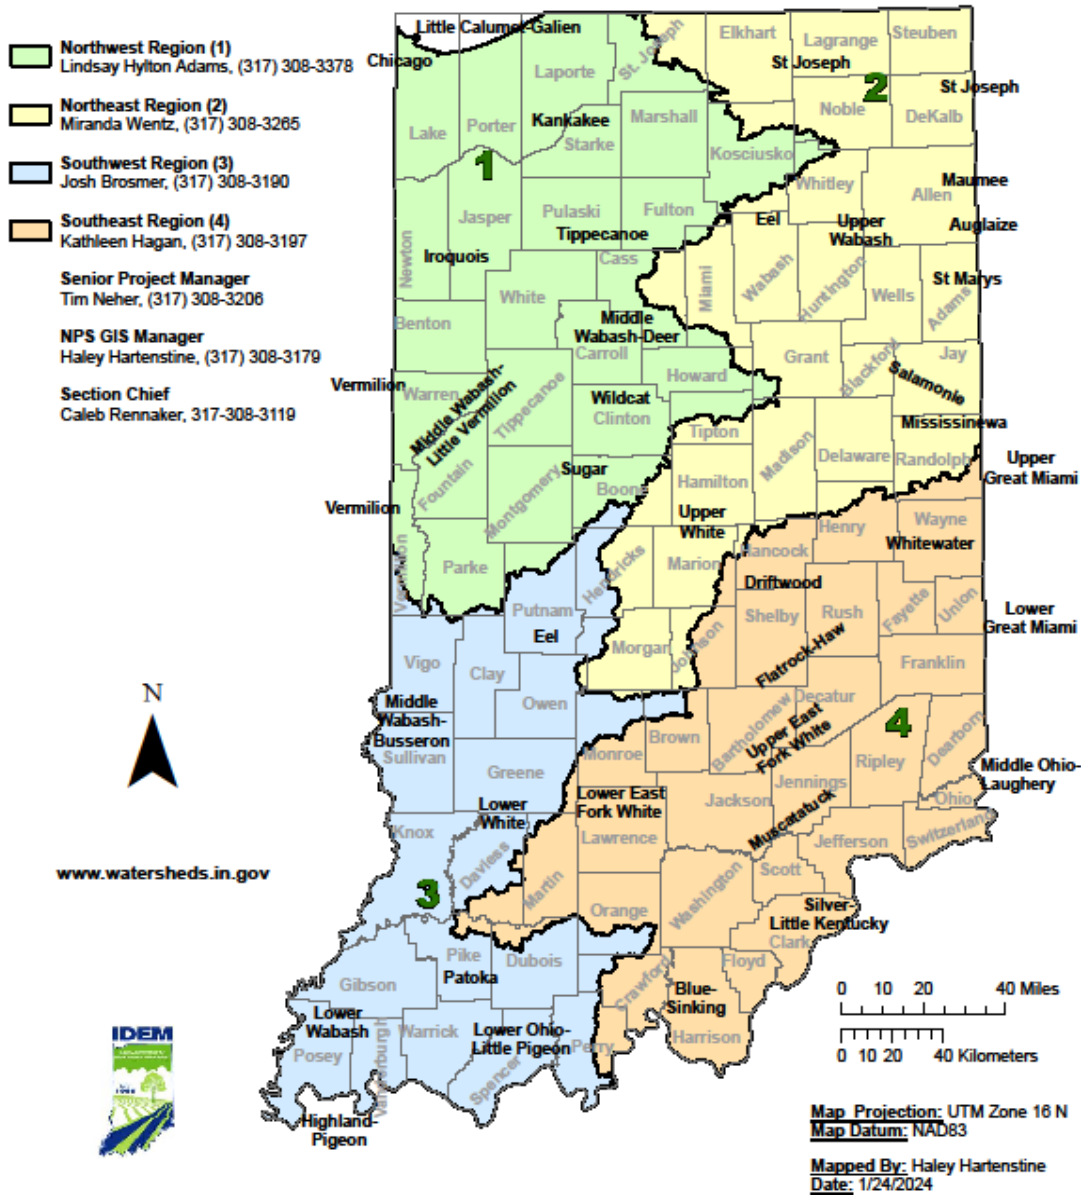 Northwest Region (1)
Lindsay Hylton Adams, (317) 308-3378
Northeast Region (2)
Miranda Wentz, (317) 308-3265
Southwest Region (3)
Josh Brosmer, (317) 308-3190
Southeast Region (4)
Kathleen Hagan, (317) 308-3197
Senior Project Manager
Tim Neher, (317) 308-3206
NPS GIS Manager
Haley Hartenstine, (317) 308-3179
Section Chief
Caleb Rennaker, 317-308-3119
Little Calumet-Galien
Chicago
St. Joseph
Elkhart
Lagrange
Steuben
St Joseph
2
St Joseph
Laporte
Noble
DeKalb
Lake
Porter
Kankakee
Starke
Marshall
Kosciusko
1
Whitley
Allen
Maumee
Newton
Jasper
Pulaski
Fulton
Eel
Upper
Wabash
Auglaize
Tippecanoe
Iroquois
Cass
Miami
Wabash
Huntington
Wells
St Marys
Adams
White
Benton
Middle
Wabash-Deer
Carroll
Grant
Blackford
Jay
Howard
Salamonie
Vermilion
Warren
Middle Wabash-
Little Vermilion
Tippecanoe
Wildcat
Clinton
Tipton
Madison
Delaware
Mississinewa
Randolph
Upper
Great Miami
Fountain
Montgomery
Sugar
Boone
Hamilton
Vermilion
Upper
White
Henry
Wayne
Whitewater
Vermillion
Parke
Hendricks
Marion
Hancock
Driftwood
Putnam
Eel
Shelby
Rush
Fayette
Union
Lower
Great Miami
Morgan
Johnson
Flatrock-Haw
Franklin
Vigo
Clay
Owen
Decatur
N
Middle
Wabash-
Busseron
Sullivan
Monroe
Brown
Bartholomew
Upper East
Fork White
4
Ripley
Dearborn
Greene
Middle Ohio-
Laughery
Jennings
Ohio
Lower
White
Lower East
Fork White
Jackson
Muscatatuck
Knox
Lawrence
Jefferson
Switzerland
www.watersheds.in.gov
Daviess
Martin
Scott
3
Orange
Washington
Silver-
Little Kentucky
Clark
Pike
Patoka
Dubois
Floyd
Gibson
Crawford
Blue-
Sinking
Lower
Wabash
Warrick
Lower Ohio-
Little Pigeon
Perry
Harrison
Posey
Vanderburgh
Spencer
Highland-
Pigeon
0 10 20 40 Miles
0 10 20 40 Kilometers
IDEM
Map Projection: UTM Zone 16 N
Map Datum: NAD83
Mapped By: Haley Hartenstine
Date: 1/24/2024